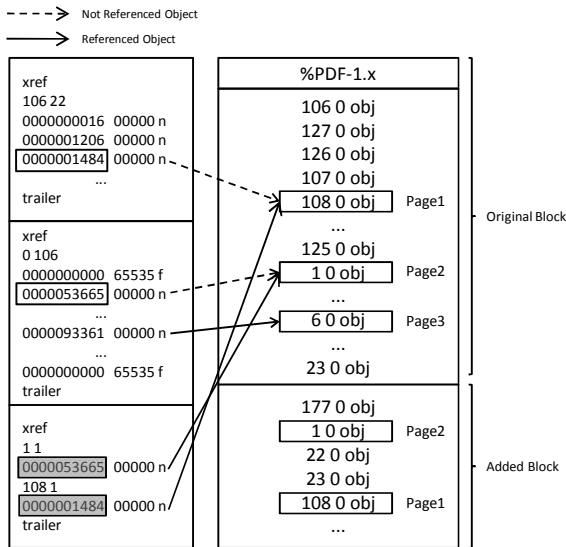 Not Referenced Object
Referenced Object
xref
106 22
0000000016 00000 n
0000001206 00000 n
0000001484 00000 n
...
trailer
xref
0 106
0000000000 65535 f
0000053665 00000 n
...
0000093361 00000 n
...
0000000000 65535 f
trailer
xref
1 1
0000053665 00000 n
108 1
0000001484 00000 n
trailer
%PDF-1.x
106 0 obj
127 0 obj
126 0 obj
107 0 obj
108 0 obj Page1
...
125 0 obj
1 0 obj Page2
...
6 0 obj Page3
...
23 0 obj
177 0 obj
1 0 obj Page2
22 0 obj
23 0 obj
108 0 obj Page1
...
Original Block
Added Block